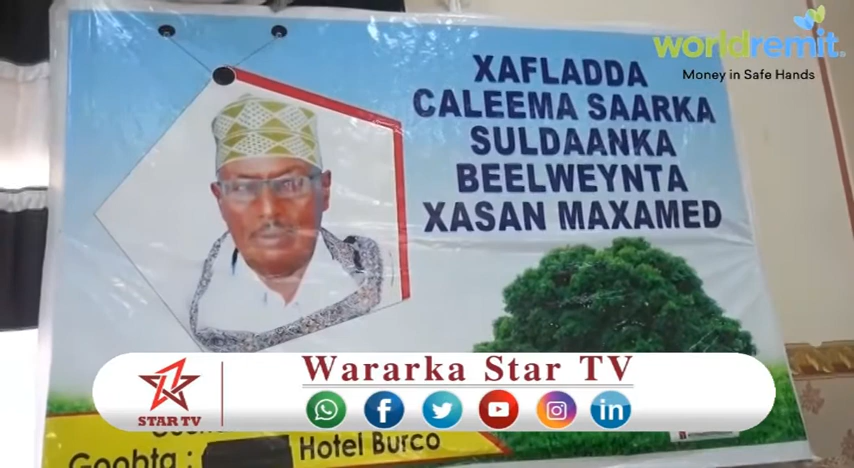 worldremit
Money in Safe Hands
XAFLADDA
CALEEMA SAARKA
SULDAANKA
BEELWEYNTA
XASAN MAXAMED
Wararka Star TV
STAR TV
Goobta : Hotel Burco